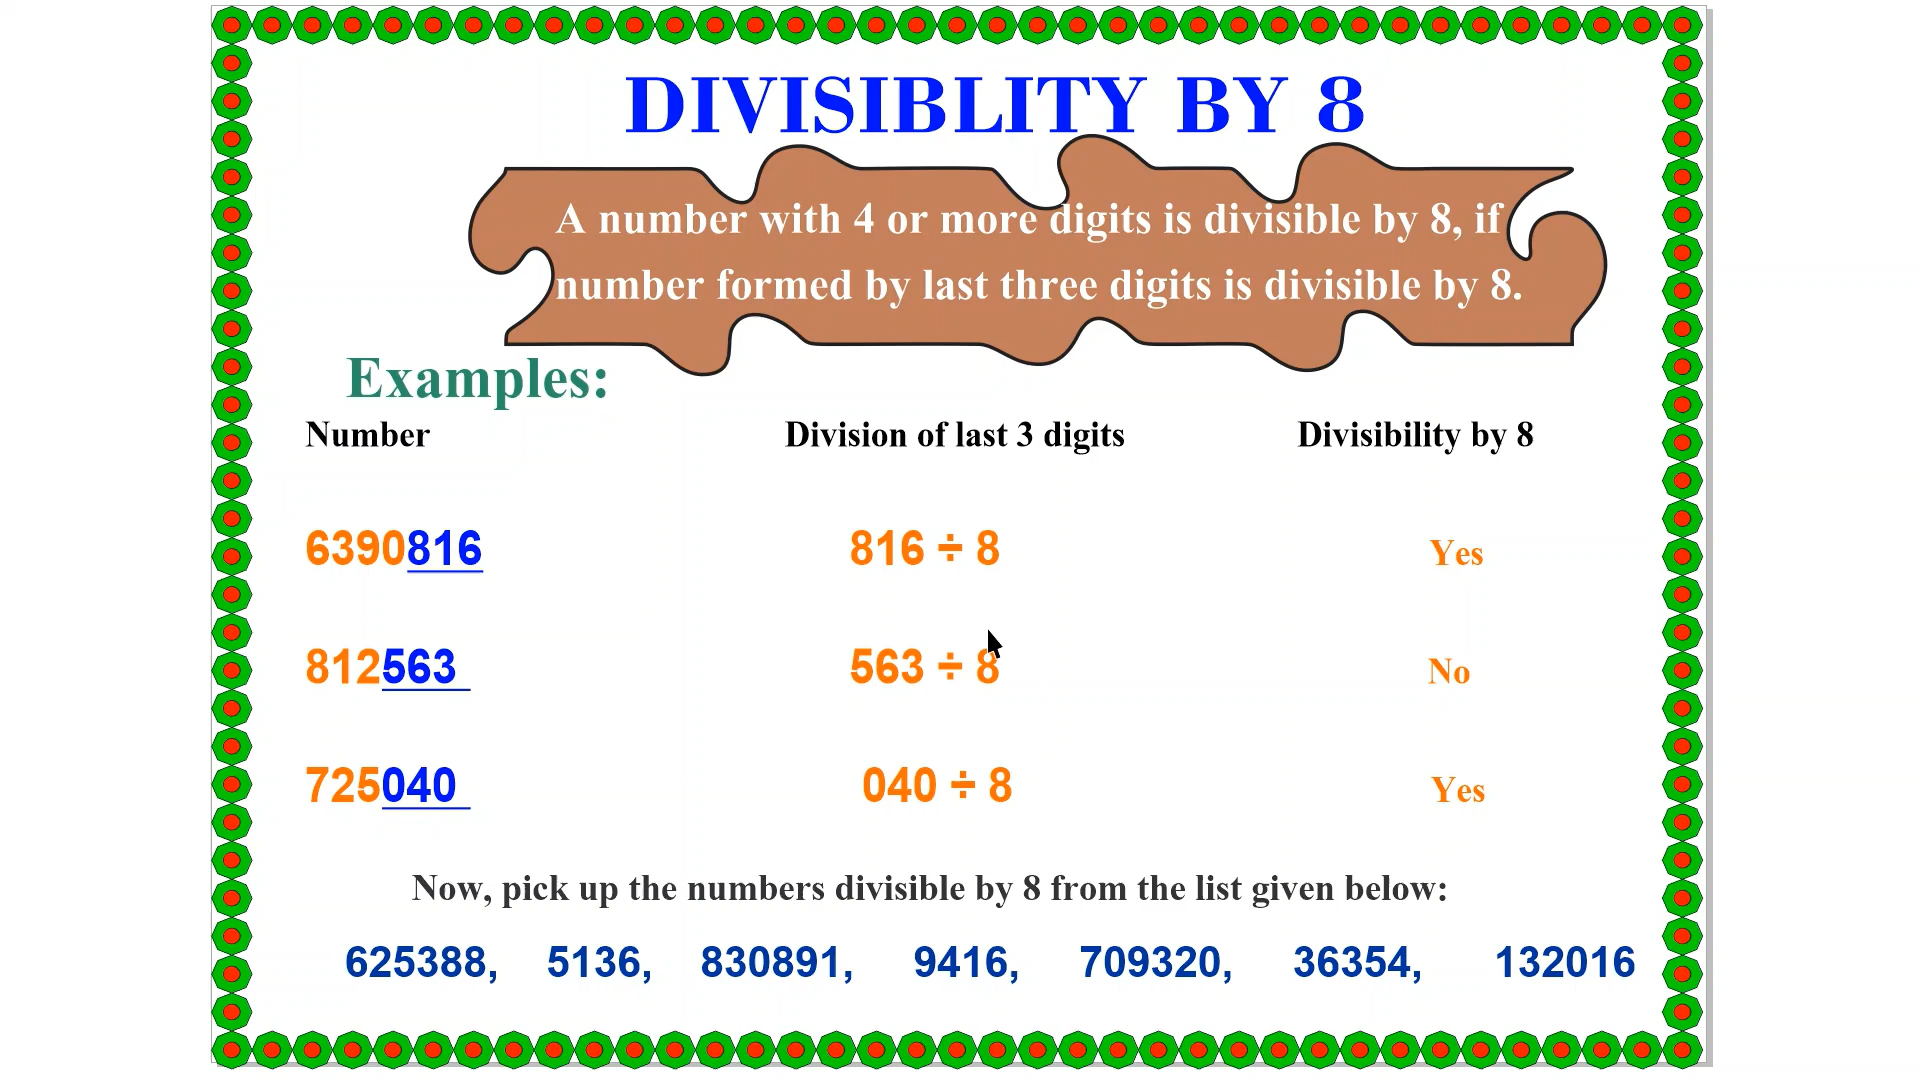 DIVISIBLITY BY 8
A number with 4 or more digits is divisible by 8, if
number formed by last three digits is divisible by 8.
Examples:
Number Division of last 3 digits Divisibility by 8
6390816 816 ÷ 8 Yes
812563 563 ÷ 8 No
725040 040 ÷ 8 Yes
Now, pick up the numbers divisible by 8 from the list given below:
625388, 5136, 830891, 9416, 709320, 36354, 132016